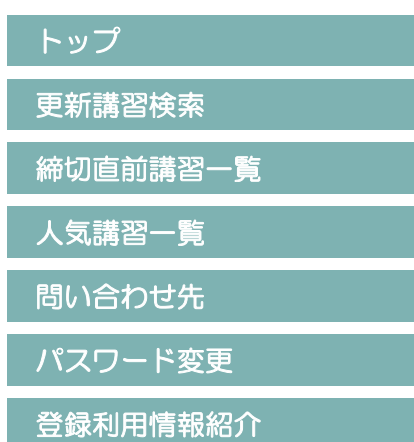 トップ
更新講習検索
締切直前講習一覧
人気講習一覧
問い合わせ先
パスワード変更
登録利用情報紹介